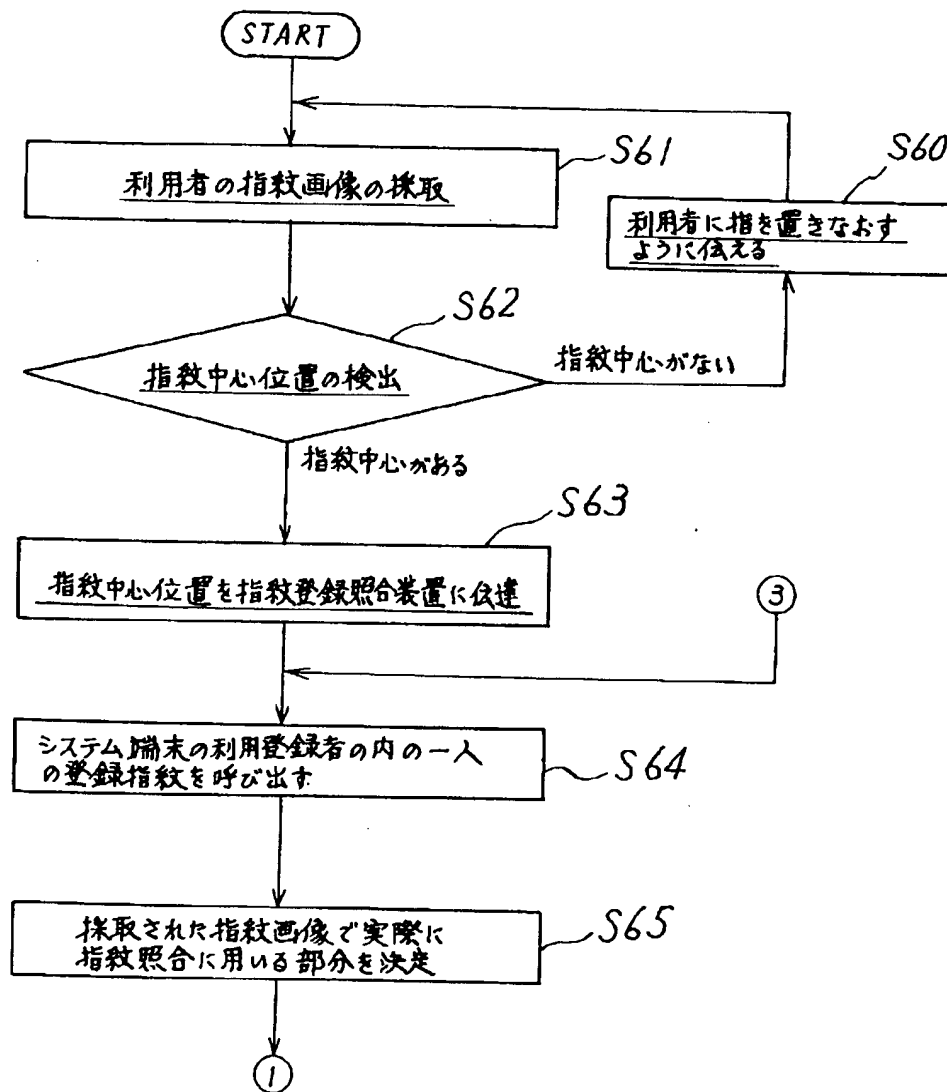 START
S61
利用者の指紋画像の採取
S60
利用者に指を置きなおす
ように伝える
S62
指紋中心位置の検出
指紋中心がない
指紋中心がある
S63
指紋中心位置を指紋登録照合装置に伝達
3
システム端末の利用登録者の内の一人
の登録指紋を呼び出す
S64
採取された指紋画像で実際に
指紋照合に用いる部分を決定
S65
1